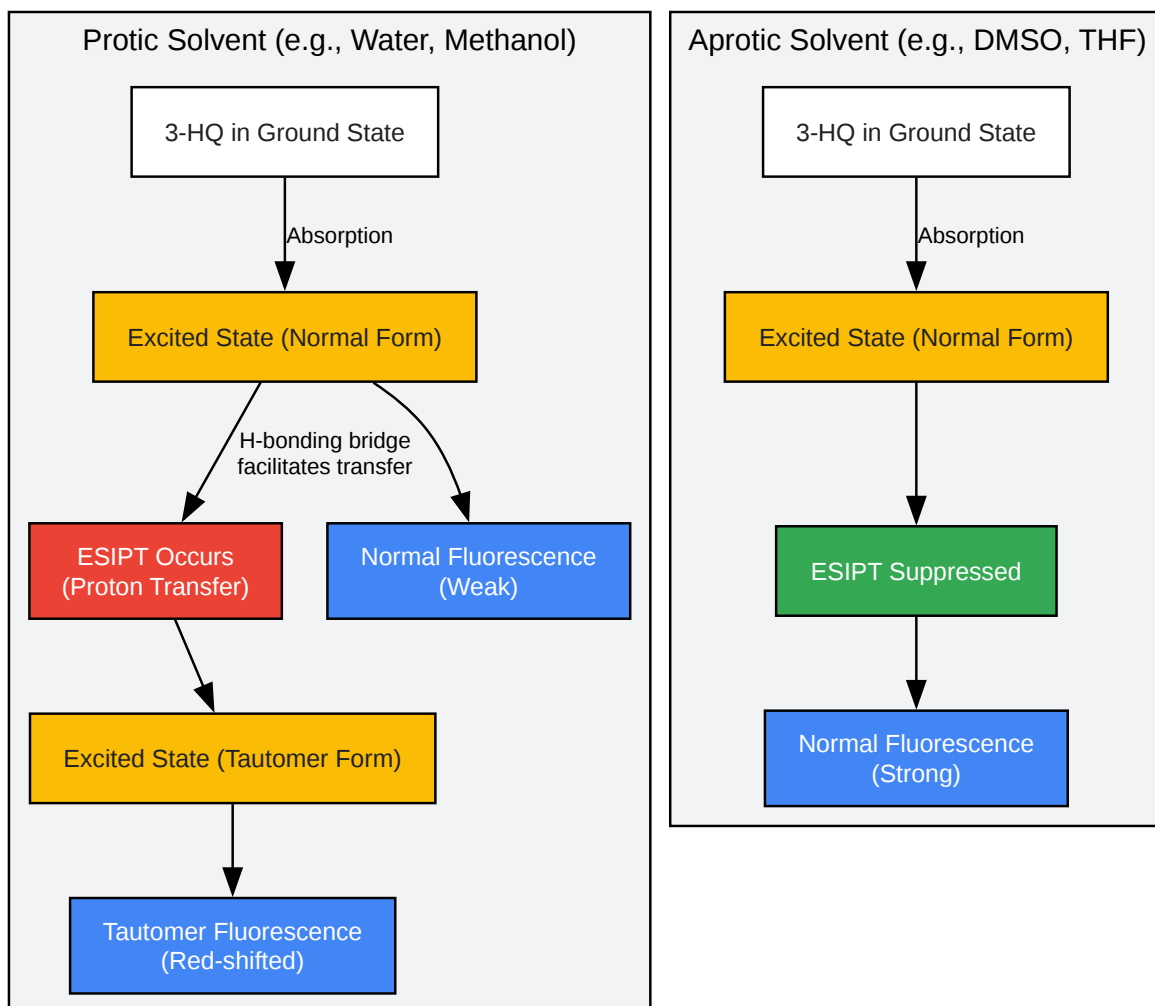 Protic Solvent (e.g., Water, Methanol)
3-HQ in Ground State
Absorption
Excited State (Normal Form)
H-bonding bridge
facilitates transfer
ESIPT Occurs
(Proton Transfer)
Normal Fluorescence
(Weak)
Excited State (Tautomer Form)
Tautomer Fluorescence
(Red-shifted)
Aprotic Solvent (e.g., DMSO, THF)
3-HQ in Ground State
Absorption
Excited State (Normal Form)
ESIPT Suppressed
Normal Fluorescence
(Strong)